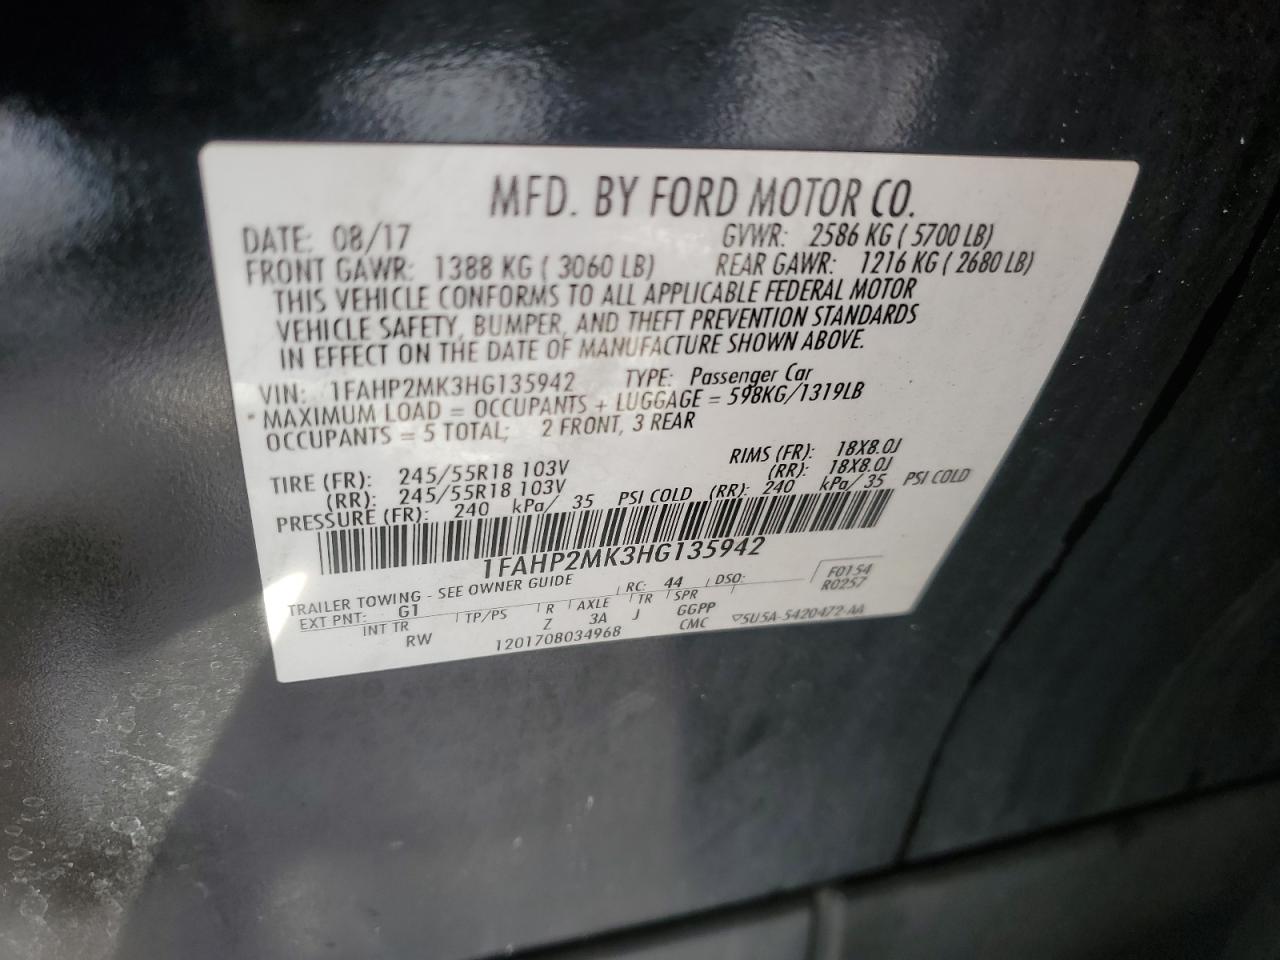 MFD. BY FORD MOTOR CO.
DATE: 08/17 GVWR: 2586 KG ( 5700 LB)
FRONT GAWR: 1388 KG ( 3060 LB) REAR GAWR: 1216 KG ( 2680 LB)
THIS VEHICLE CONFORMS TO ALL APPLICABLE FEDERAL MOTOR
VEHICLE SAFETY, BUMPER, AND THEFT PREVENTION STANDARDS
IN EFFECT ON THE DATE OF MANUFACTURE SHOWN ABOVE.
VIN: 1FAHP2MK3HG135942 TYPE: Passenger Car
* MAXIMUM LOAD = OCCUPANTS + LUGGAGE = 598KG/1319LB
OCCUPANTS = 5 TOTAL; 2 FRONT, 3 REAR
TIRE (FR): 245/55R18 103V RIMS (FR): 18X8.0J
(RR): 245/55R18 103V (RR): 18X8.0J
PRESSURE (FR): 240 kPa/ 35 PSI COLD (RR): 240 kPa/ 35 PSI COLD
1FAHP2MK3HG135942
TRAILER TOWING - SEE OWNER GUIDE RC: 44 DSO: F0154
EXT PNT: G1 R0257
INT TR TP/PS R AXLE TR SPR
RW Z 3A J GGPP
CMC
1201708034968 5U5A-5420472-AA